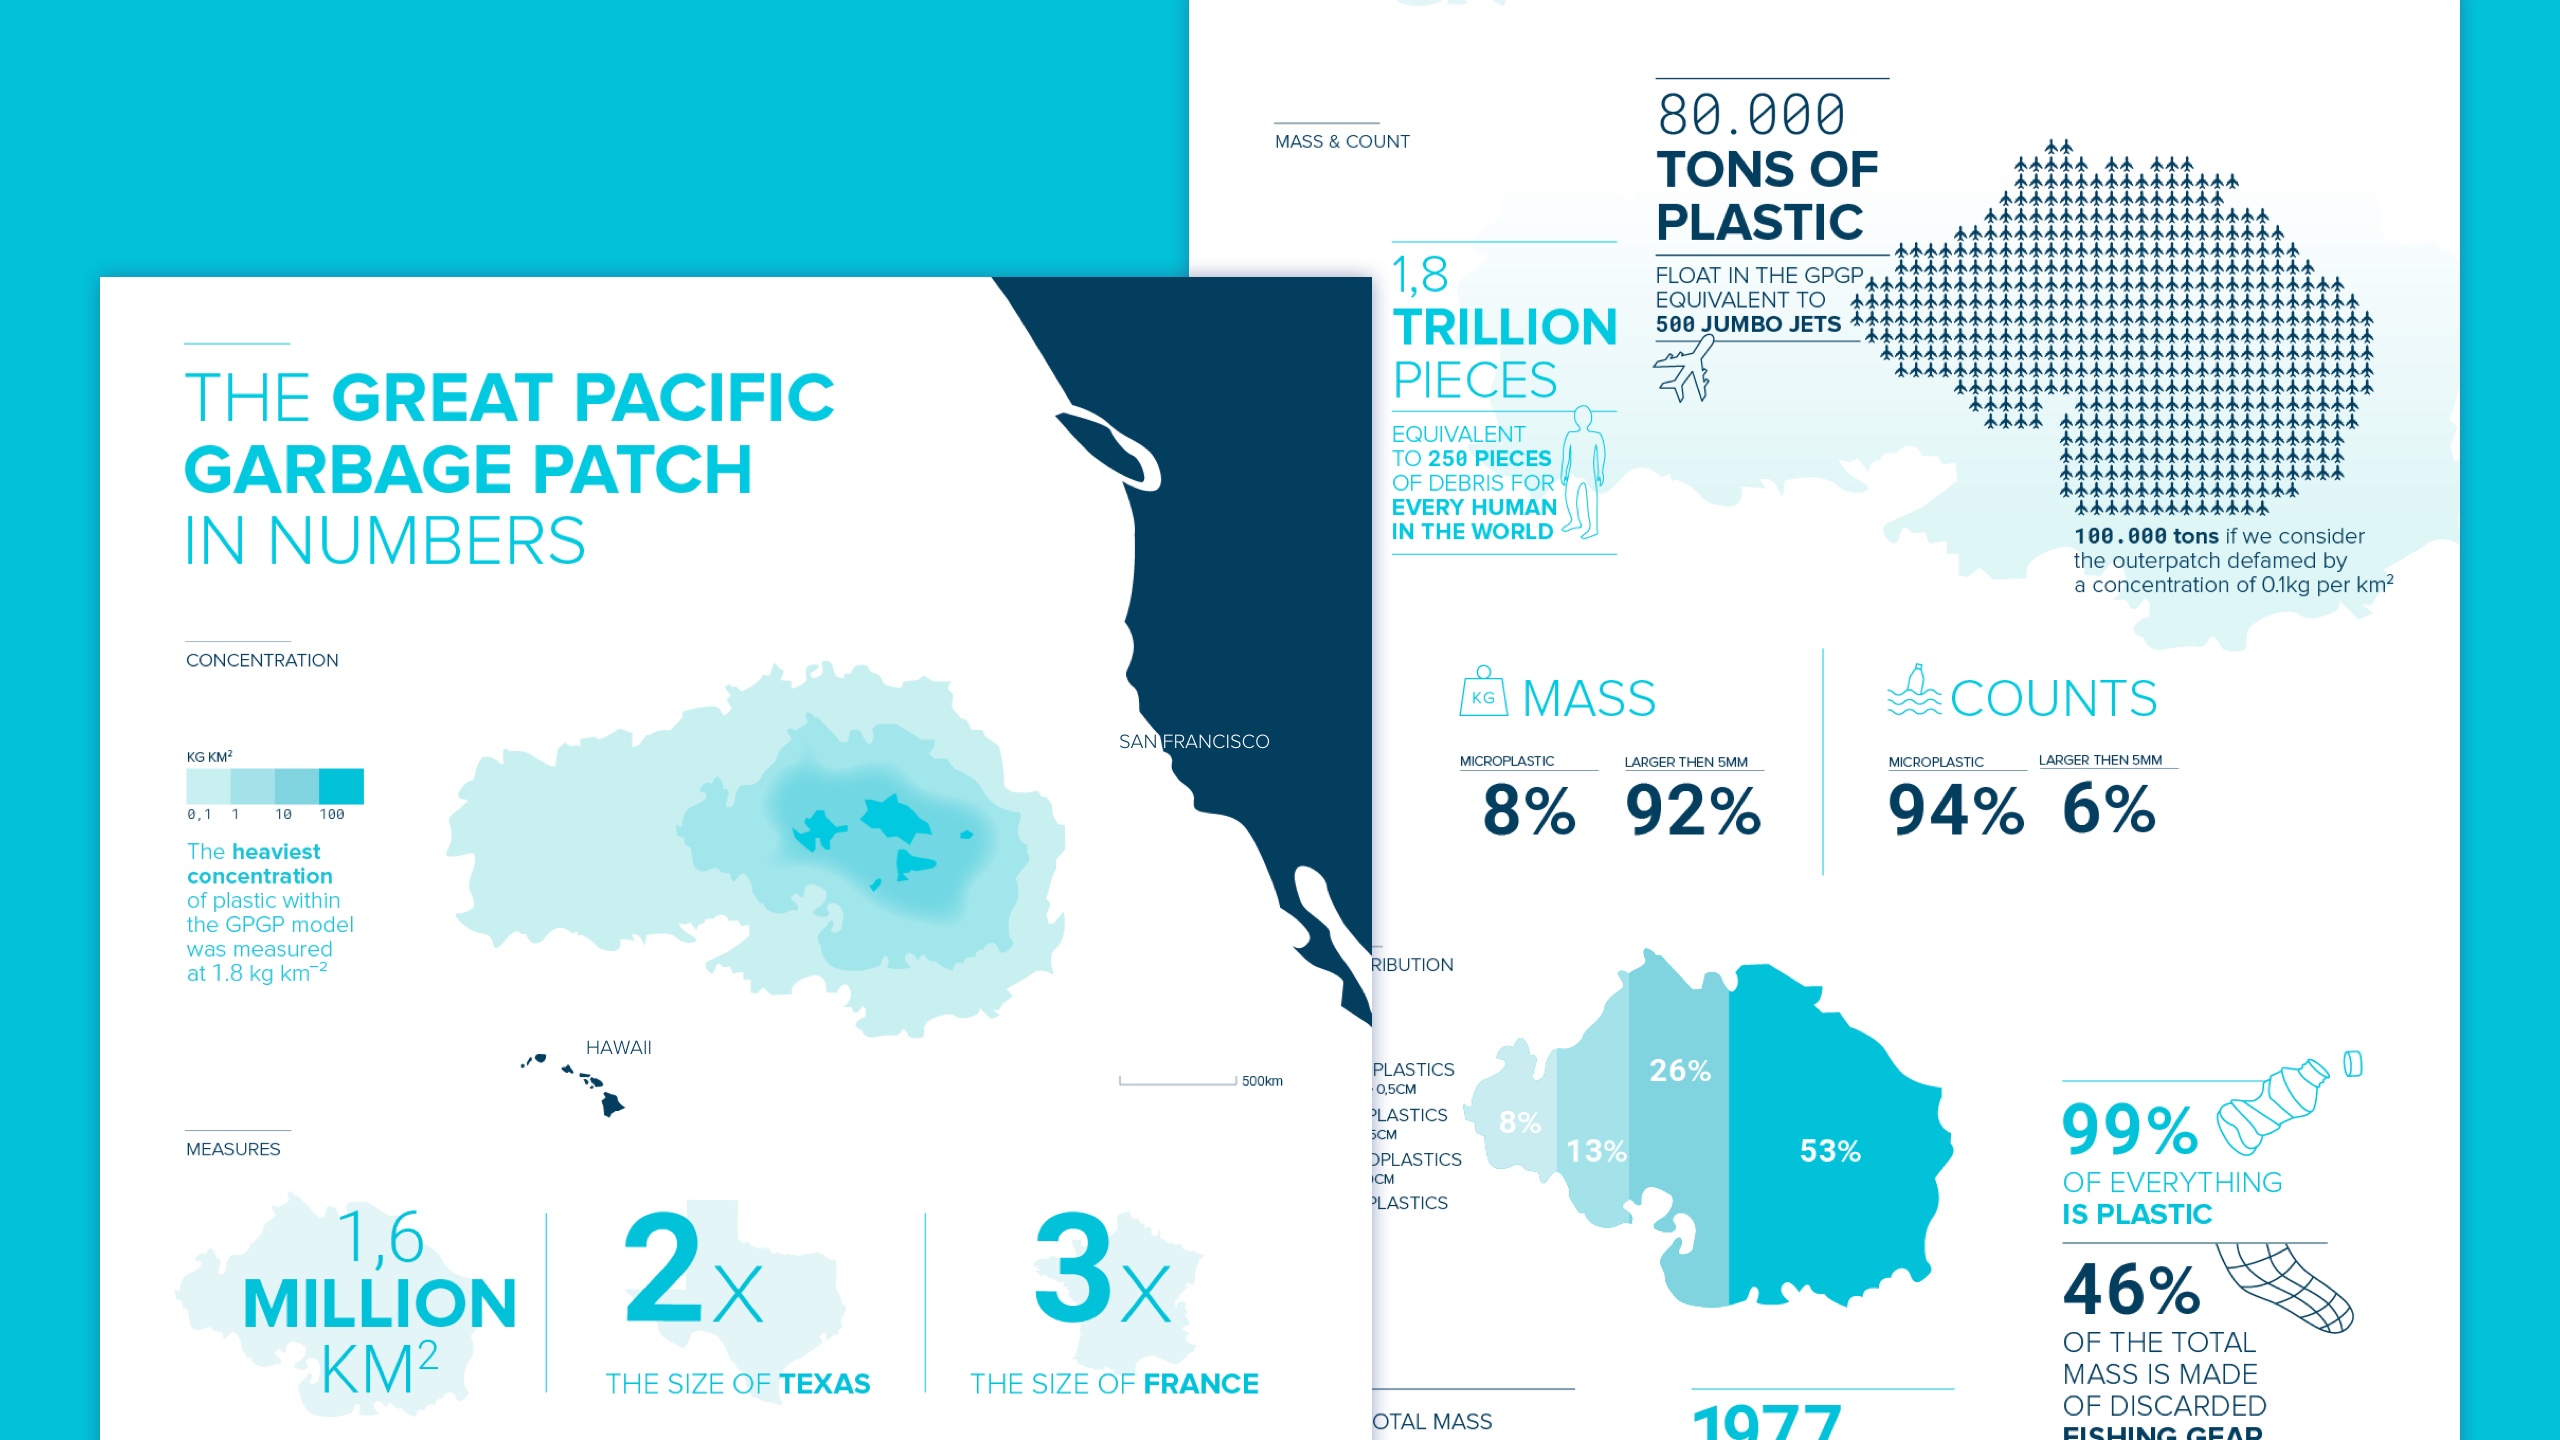 THE GREAT PACIFIC
GARBAGE PATCH
IN NUMBERS
CONCENTRATION
KG KM²
0,1 1 10 100
The heaviest
concentration
of plastic within
the GPGP model
was measured
at 1.8 kg km⁻²
SAN FRANCISCO
HAWAII
500km
MEASURES
1,6
MILLION
KM²
2X
THE SIZE OF TEXAS
3X
THE SIZE OF FRANCE
MASS & COUNT
80.000
TONS OF
PLASTIC
FLOAT IN THE GPGP
EQUIVALENT TO
500 JUMBO JETS
1,8
TRILLION
PIECES
EQUIVALENT
TO 250 PIECES
OF DEBRIS FOR
EVERY HUMAN
IN THE WORLD
100.000 tons if we consider
the outerpatch defamed by
a concentration of 0.1kg per km²
KG MASS
MICROPLASTIC LARGER THEN 5MM
8% 92%
COUNTS
MICROPLASTIC LARGER THEN 5MM
94% 6%
RIBUTION
PLASTICS
0,5CM
PLASTICS
5CM
OPLASTICS
CM
PLASTICS
8%
13%
26%
53%
99%
OF EVERYTHING
IS PLASTIC
46%
OF THE TOTAL
MASS IS MADE
OF DISCARDED
FISHING GEAR
OTAL MASS
1977